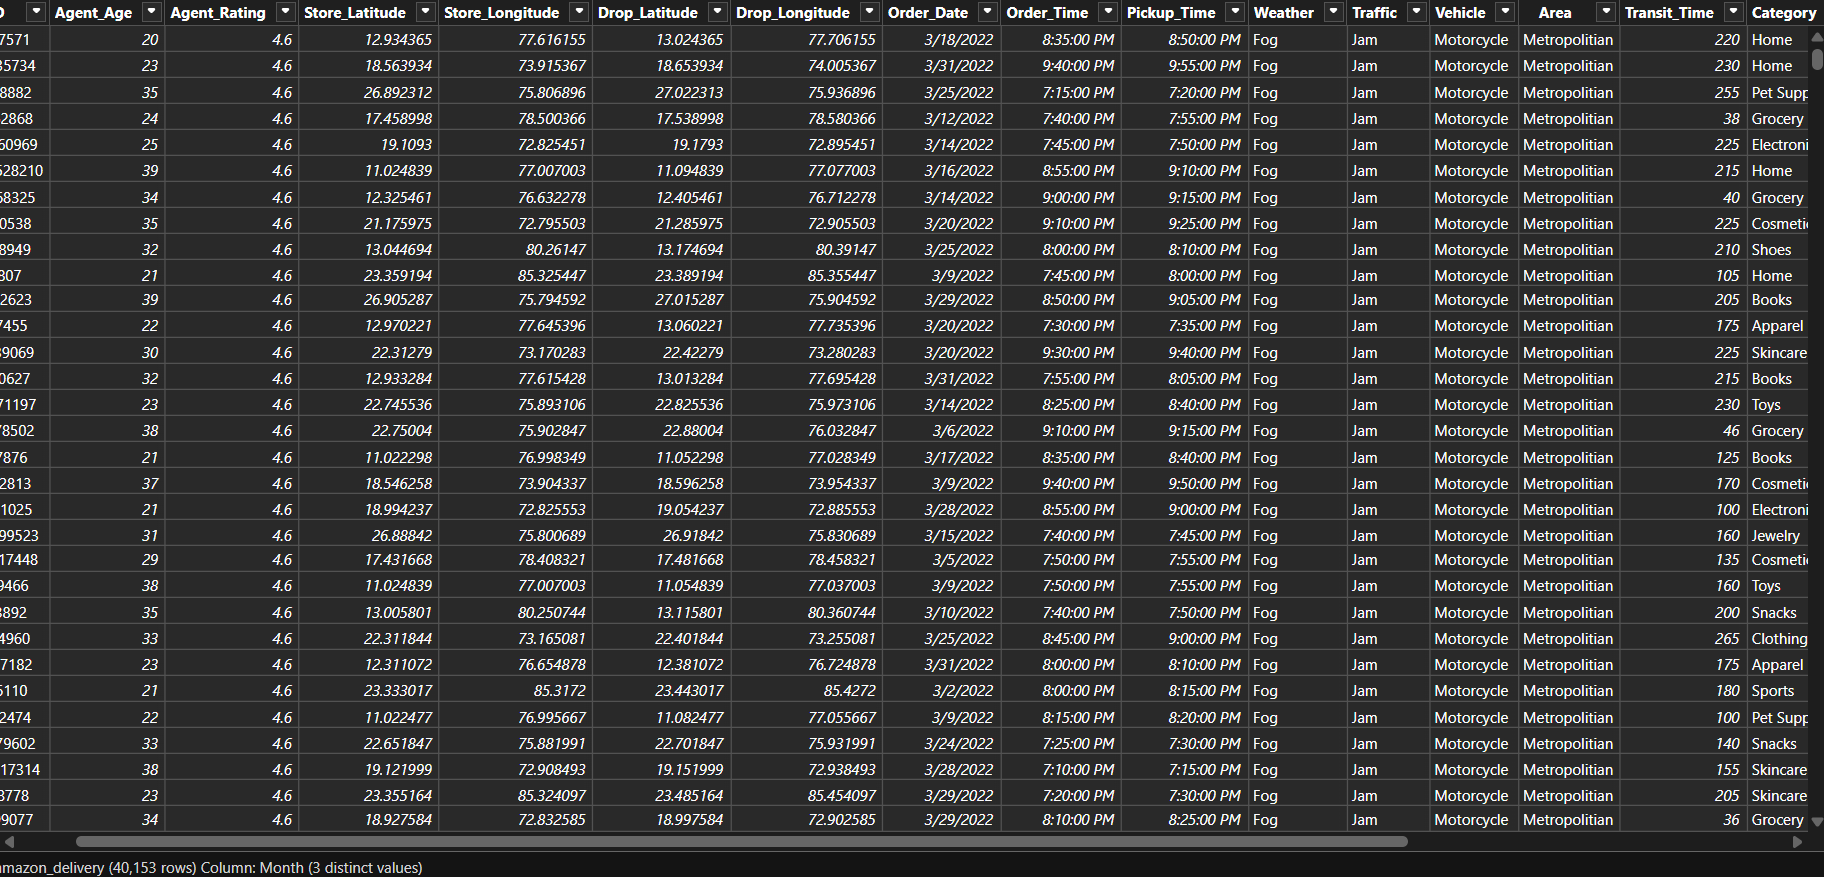 D Agent_Age Agent_Rating Store_Latitude Store_Longitude Drop_Latitude Drop_Longitude Order_Date Order_Time Pickup_Time Weather Traffic Vehicle Area Transit_Time Category
7571 20 4.6 12.934365 77.616155 13.024365 77.706155 3/18/2022 8:35:00 PM 8:50:00 PM Fog Jam Motorcycle Metropolitan 220 Home
35734 23 4.6 18.563934 73.915367 18.653934 74.005367 3/31/2022 9:40:00 PM 9:55:00 PM Fog Jam Motorcycle Metropolitan 230 Home
8882 35 4.6 26.892312 75.806896 27.022313 75.936896 3/25/2022 7:15:00 PM 7:20:00 PM Fog Jam Motorcycle Metropolitan 255 Pet Supp
2868 24 4.6 17.458998 78.500366 17.538998 78.580366 3/12/2022 7:40:00 PM 7:55:00 PM Fog Jam Motorcycle Metropolitan 38 Grocery
60969 25 4.6 19.1093 72.825451 19.1793 72.895451 3/14/2022 7:45:00 PM 7:50:00 PM Fog Jam Motorcycle Metropolitan 225 Electroni
528210 39 4.6 11.024839 77.007003 11.094839 77.077003 3/16/2022 8:55:00 PM 9:10:00 PM Fog Jam Motorcycle Metropolitan 215 Home
58325 34 4.6 12.325461 76.632278 12.405461 76.712278 3/14/2022 9:00:00 PM 9:15:00 PM Fog Jam Motorcycle Metropolitan 40 Grocery
0538 35 4.6 21.175975 72.795503 21.285975 72.905503 3/20/2022 9:10:00 PM 9:25:00 PM Fog Jam Motorcycle Metropolitan 225 Cosmetic
8949 32 4.6 13.044694 80.26147 13.174694 80.39147 3/25/2022 8:00:00 PM 8:10:00 PM Fog Jam Motorcycle Metropolitan 210 Shoes
807 21 4.6 23.359194 85.325447 23.389194 85.355447 3/9/2022 7:45:00 PM 8:00:00 PM Fog Jam Motorcycle Metropolitan 105 Home
2623 39 4.6 26.905287 75.794592 27.015287 75.904592 3/29/2022 8:50:00 PM 9:05:00 PM Fog Jam Motorcycle Metropolitan 205 Books
7455 22 4.6 12.970221 77.645396 13.060221 77.735396 3/20/2022 7:30:00 PM 7:35:00 PM Fog Jam Motorcycle Metropolitan 175 Apparel
39069 30 4.6 22.31279 73.170283 22.42279 73.280283 3/20/2022 9:30:00 PM 9:40:00 PM Fog Jam Motorcycle Metropolitan 225 Skincare
0627 32 4.6 12.933284 77.615428 13.013284 77.695428 3/31/2022 7:55:00 PM 8:05:00 PM Fog Jam Motorcycle Metropolitan 215 Books
71197 23 4.6 22.745536 75.893106 22.825536 75.973106 3/14/2022 8:25:00 PM 8:40:00 PM Fog Jam Motorcycle Metropolitan 230 Toys
78502 38 4.6 22.75004 75.902847 22.88004 76.032847 3/6/2022 9:10:00 PM 9:15:00 PM Fog Jam Motorcycle Metropolitan 46 Grocery
7876 21 4.6 11.022298 76.998349 11.052298 77.028349 3/17/2022 8:35:00 PM 8:40:00 PM Fog Jam Motorcycle Metropolitan 125 Books
2813 37 4.6 18.546258 73.904337 18.596258 73.954337 3/9/2022 9:40:00 PM 9:50:00 PM Fog Jam Motorcycle Metropolitan 170 Cosmetic
1025 21 4.6 18.994237 72.825553 19.054237 72.885553 3/28/2022 8:55:00 PM 9:00:00 PM Fog Jam Motorcycle Metropolitan 100 Electroni
99523 31 4.6 26.88842 75.800689 26.91842 75.830689 3/15/2022 7:40:00 PM 7:45:00 PM Fog Jam Motorcycle Metropolitan 160 Jewelry
17448 29 4.6 17.431668 78.408321 17.481668 78.458321 3/5/2022 7:50:00 PM 7:55:00 PM Fog Jam Motorcycle Metropolitan 135 Cosmetic
9466 38 4.6 11.024839 77.007003 11.054839 77.037003 3/9/2022 7:50:00 PM 7:55:00 PM Fog Jam Motorcycle Metropolitan 160 Toys
3892 35 4.6 13.005801 80.250744 13.115801 80.360744 3/10/2022 7:40:00 PM 7:50:00 PM Fog Jam Motorcycle Metropolitan 200 Snacks
4960 33 4.6 22.311844 73.165081 22.401844 73.255081 3/25/2022 8:45:00 PM 9:00:00 PM Fog Jam Motorcycle Metropolitan 265 Clothing
7182 23 4.6 12.311072 76.654878 12.381072 76.724878 3/31/2022 8:00:00 PM 8:10:00 PM Fog Jam Motorcycle Metropolitan 175 Apparel
5110 21 4.6 23.333017 85.3172 23.443017 85.4272 3/2/2022 8:00:00 PM 8:15:00 PM Fog Jam Motorcycle Metropolitan 180 Sports
2474 22 4.6 11.022477 76.995667 11.082477 77.055667 3/9/2022 8:15:00 PM 8:20:00 PM Fog Jam Motorcycle Metropolitan 100 Pet Supp
79602 33 4.6 22.651847 75.881991 22.701847 75.931991 3/24/2022 7:25:00 PM 7:30:00 PM Fog Jam Motorcycle Metropolitan 140 Snacks
17314 38 4.6 19.121999 72.908493 19.151999 72.938493 3/28/2022 7:10:00 PM 7:15:00 PM Fog Jam Motorcycle Metropolitan 155 Skincare
3778 23 4.6 23.355164 85.324097 23.485164 85.454097 3/29/2022 7:20:00 PM 7:30:00 PM Fog Jam Motorcycle Metropolitan 205 Skincare
99077 34 4.6 18.927584 72.832585 18.997584 72.902585 3/29/2022 8:10:00 PM 8:25:00 PM Fog Jam Motorcycle Metropolitan 36 Grocery
amazon_delivery (40,153 rows) Column: Month (3 distinct values)